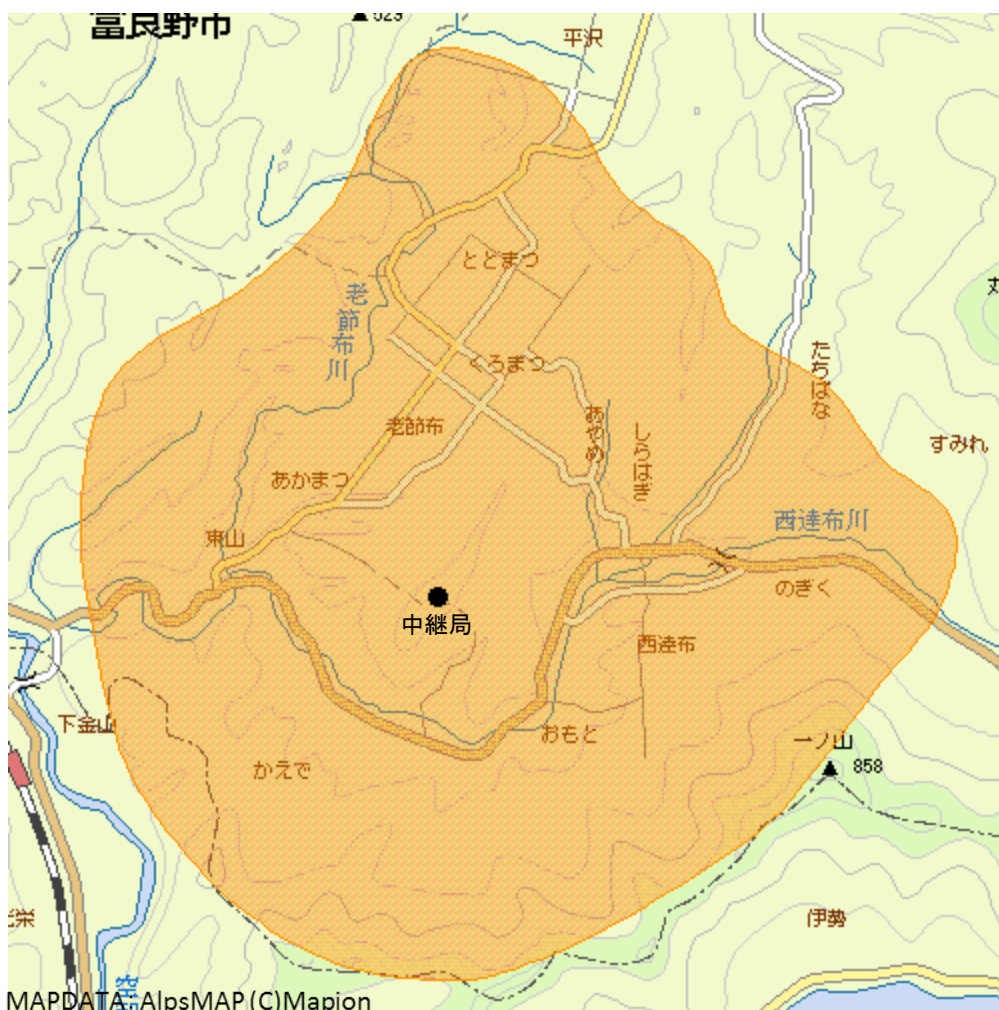 富良野市
529
平沢
ととまつ
老節布川
くろまつ
たちばな
老節布
あやめ
しらはぎ
すみれ
あかまつ
西達布川
東山
のぎく
中継局
西達布
下金山
おもと
一ノ山
858
かえで
伊勢
MAPDATA: AlpsMAP (C)Mapion